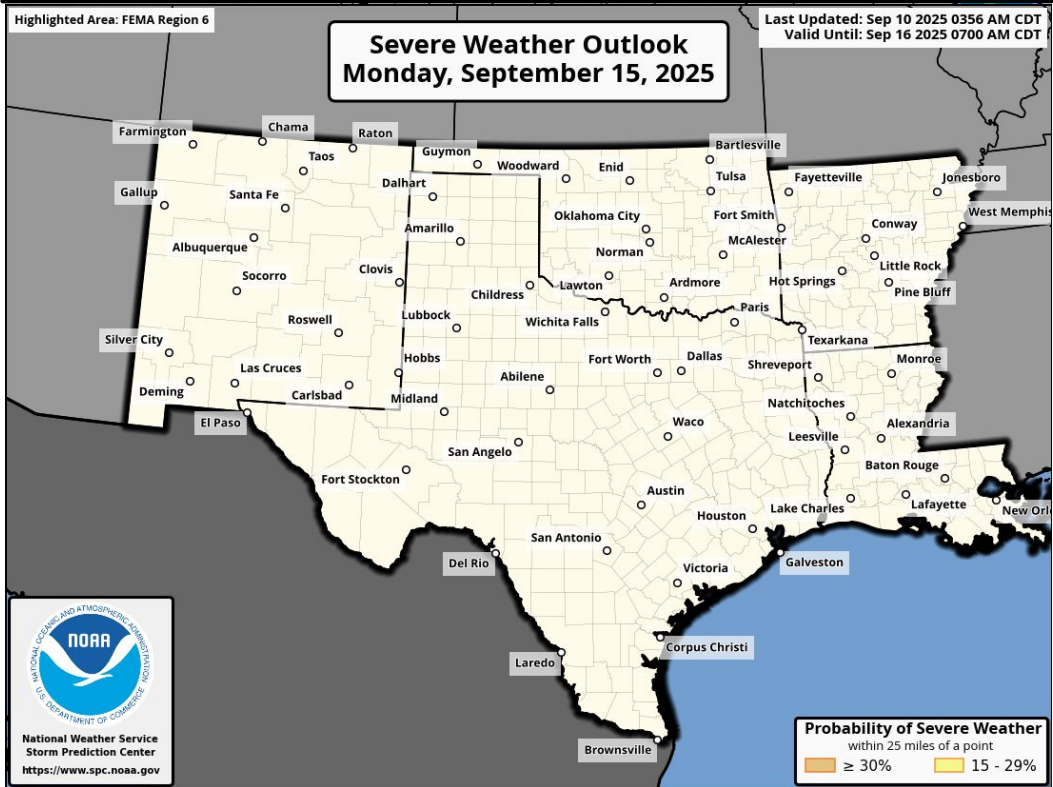 Highlighted Area: FEMA Region 6
Severe Weather Outlook
Monday, September 15, 2025
Last Updated: Sep 10 2025 0356 AM CDT
Valid Until: Sep 16 2025 0700 AM CDT
Farmington
Chama
Raton
Taos
Guymon
Woodward
Enid
Bartlesville
Tulsa
Fayetteville
Jonesboro
Gallup
Santa Fe
Dalhart
Oklahoma City
Fort Smith
West Memphis
Amarillo
Conway
Albuquerque
Norman
McAlester
Socorro
Clovis
Little Rock
Childress
Lawton
Ardmore
Hot Springs
Pine Bluff
Roswell
Lubbock
Wichita Falls
Paris
Silver City
Texarkana
Hobbs
Fort Worth
Dallas
Shreveport
Monroe
Las Cruces
Abilene
Deming
Carlsbad
Midland
Natchitoches
El Paso
Waco
Alexandria
San Angelo
Leesville
Fort Stockton
Baton Rouge
Austin
Houston
Lake Charles
Lafayette
New Orl
San Antonio
Del Rio
Victoria
Galveston
Corpus Christi
Laredo
Brownsville
NATIONAL OCEANIC AND ATMOSPHERIC ADMINISTRATION
NOAA
U.S. DEPARTMENT OF COMMERCE
National Weather Service
Storm Prediction Center
https://www.spc.noaa.gov
Probability of Severe Weather
within 25 miles of a point
≥ 30%
15 - 29%